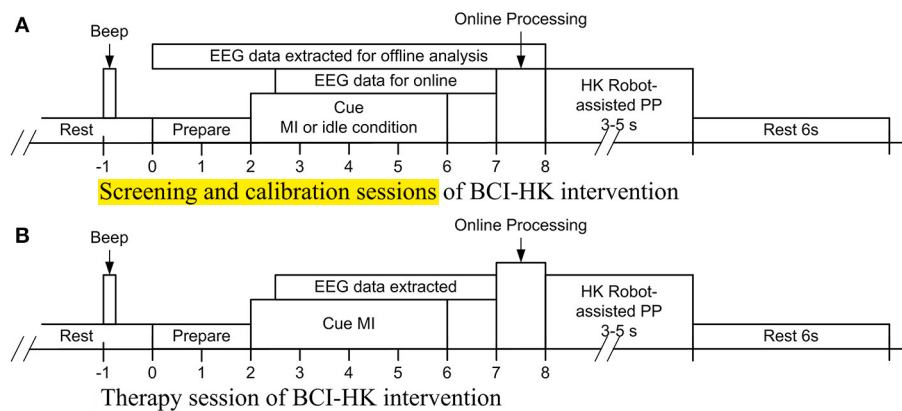 A
Online Processing
Beep
EEG data extracted for offline analysis
EEG data for online
Cue
MI or idle condition
HK Robot-
assisted PP
3-5 s
Rest
Prepare
Rest 6s
-1 0 1 2 3 4 5 6 7 8
Screening and calibration sessions of BCI-HK intervention
B
Online Processing
Beep
EEG data extracted
Cue MI
HK Robot-
assisted PP
3-5 s
Rest
Prepare
Rest 6s
-1 0 1 2 3 4 5 6 7 8
Therapy session of BCI-HK intervention